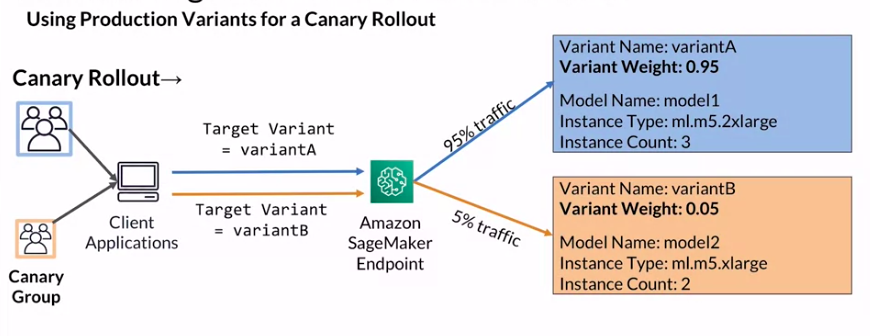 Using Production Variants for a Canary Rollout
Canary Rollout→
Target Variant
= variantA
Target Variant
= variantB
Client
Applications
Canary
Group
Amazon
SageMaker
Endpoint
95% traffic
5% traffic
Variant Name: variantA
Variant Weight: 0.95
Model Name: model1
Instance Type: ml.m5.2xlarge
Instance Count: 3
Variant Name: variantB
Variant Weight: 0.05
Model Name: model2
Instance Type: ml.m5.xlarge
Instance Count: 2